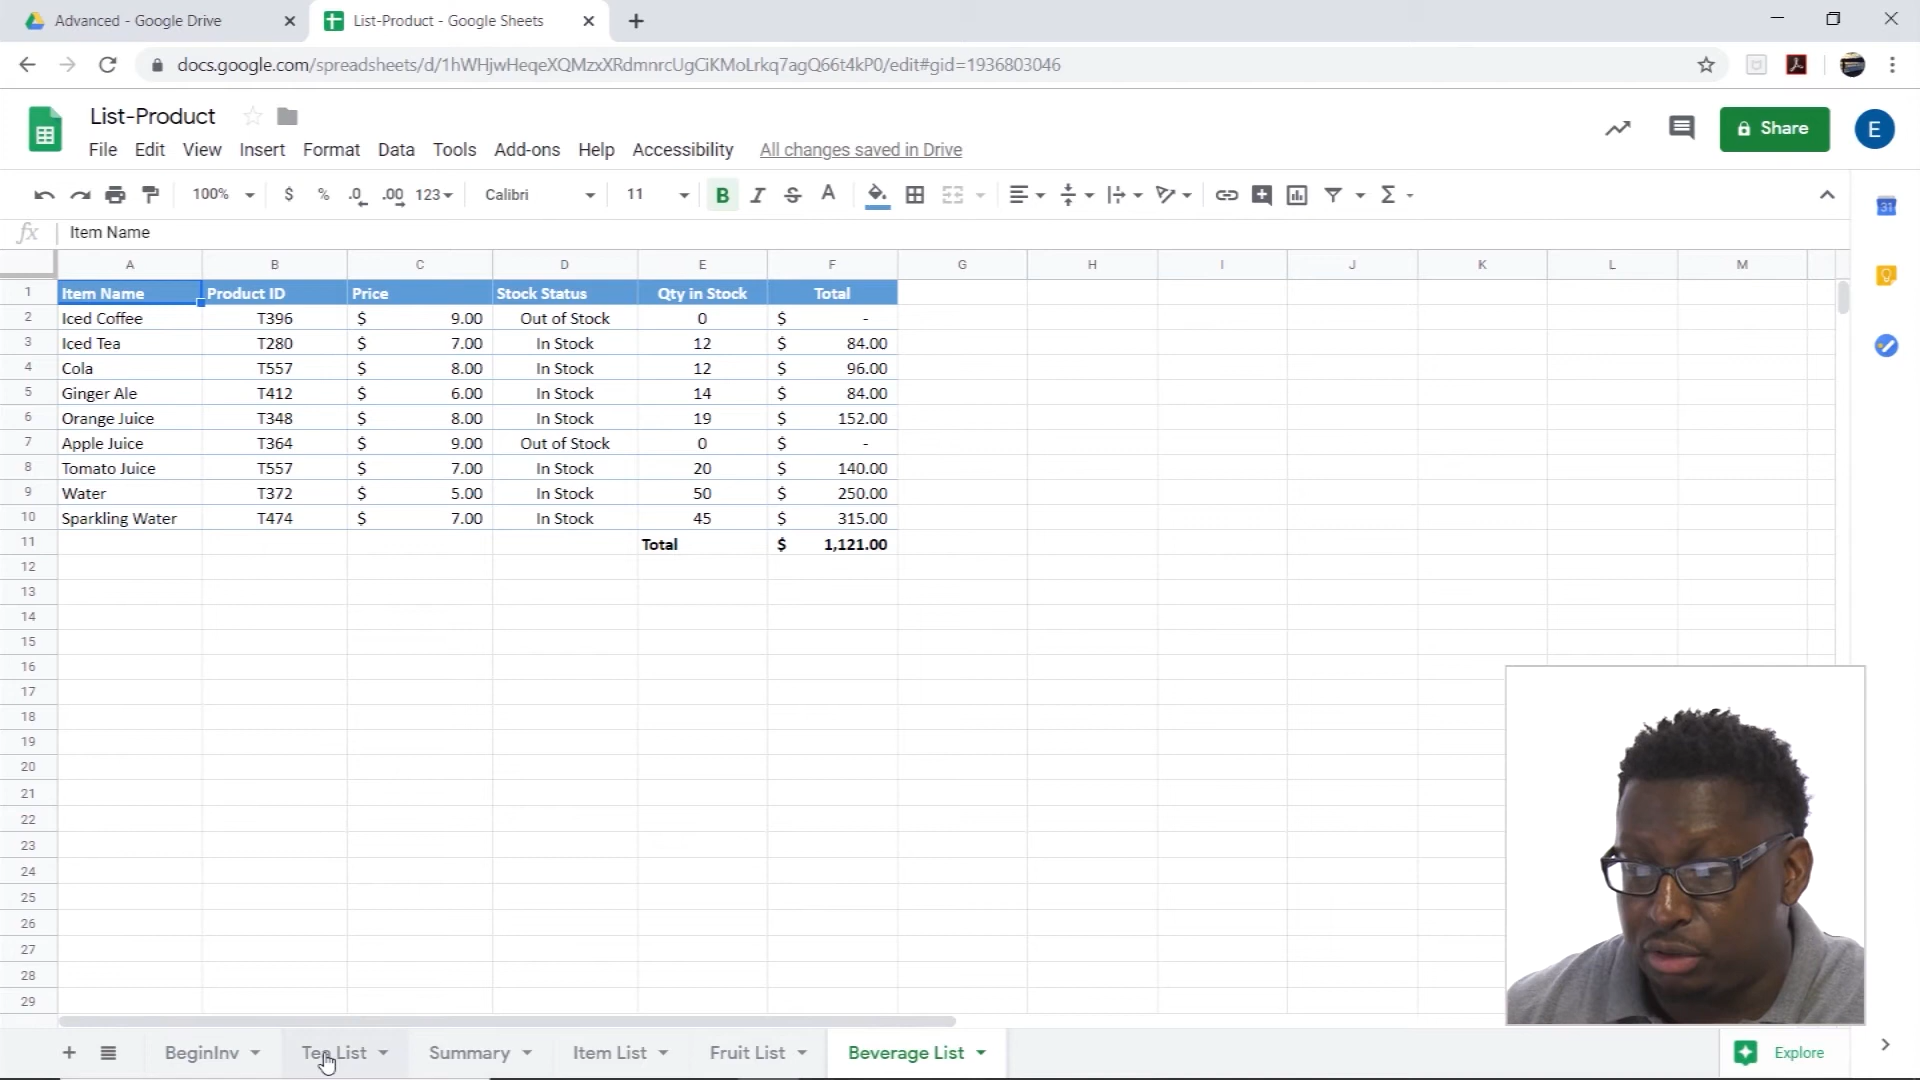 Advanced - Google Drive
List-Product - Google Sheets
docs.google.com/spreadsheets/d/1hWHjwHeqeXQMzxXRdmnrcUgCiKMoLrkq7agQ66t4kP0/edit#gid=1936803046
List-Product
Share
E
File Edit View Insert Format Data Tools Add-ons Help Accessibility All changes saved in Drive
100% $ % .0 .00 123 Calibri 11 B I S A Σ
31
fx Item Name
A B C D E F G H I J K L M
1 Item Name Product ID Price Stock Status Qty in Stock Total
2 Iced Coffee T396 $ 9.00 Out of Stock 0 $ -
3 Iced Tea T280 $ 7.00 In Stock 12 $ 84.00
4 Cola T557 $ 8.00 In Stock 12 $ 96.00
5 Ginger Ale T412 $ 6.00 In Stock 14 $ 84.00
6 Orange Juice T348 $ 8.00 In Stock 19 $ 152.00
7 Apple Juice T364 $ 9.00 Out of Stock 0 $ -
8 Tomato Juice T557 $ 7.00 In Stock 20 $ 140.00
9 Water T372 $ 5.00 In Stock 50 $ 250.00
10 Sparkling Water T474 $ 7.00 In Stock 45 $ 315.00
11 Total $ 1,121.00
12
13
14
15
16
17
18
19
20
21
22
23
24
25
26
27
28
29
BeginInv List Summary Item List Fruit List Beverage List Explore